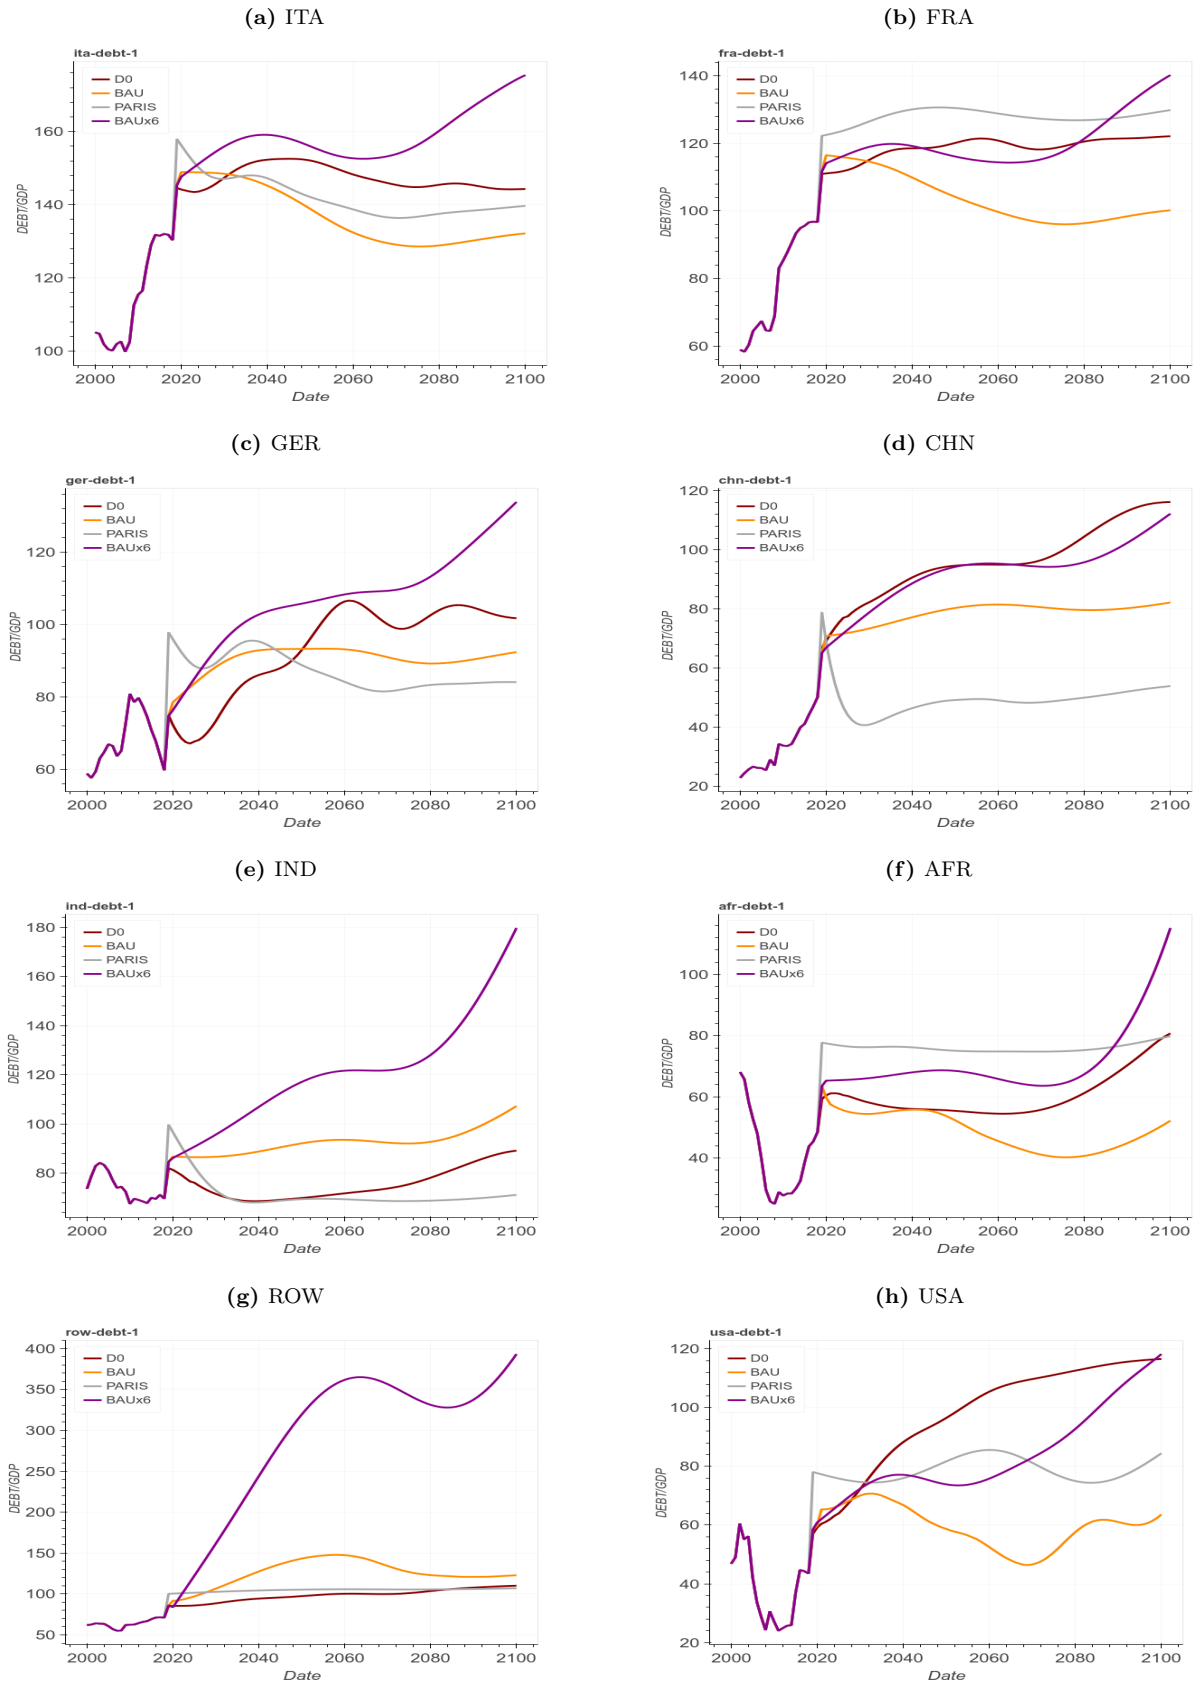 (a) ITA
ita-debt-1
D0
BAU
PARIS
BAUx6
160
140
120
100
DEBT/GDP
2000 2020 2040 2060 2080 2100
Date
(b) FRA
fra-debt-1
D0
BAU
PARIS
BAUx6
140
120
100
80
60
DEBT/GDP
2000 2020 2040 2060 2080 2100
Date
(c) GER
ger-debt-1
D0
BAU
PARIS
BAUx6
120
100
80
60
DEBT/GDP
2000 2020 2040 2060 2080 2100
Date
(d) CHN
chn-debt-1
D0
BAU
PARIS
BAUx6
120
100
80
60
40
20
DEBT/GDP
2000 2020 2040 2060 2080 2100
Date
(e) IND
ind-debt-1
D0
BAU
PARIS
BAUx6
180
160
140
120
100
80
DEBT/GDP
2000 2020 2040 2060 2080 2100
Date
(f) AFR
afr-debt-1
D0
BAU
PARIS
BAUx6
100
80
60
40
DEBT/GDP
2000 2020 2040 2060 2080 2100
Date
(g) ROW
row-debt-1
D0
BAU
PARIS
BAUx6
400
350
300
250
200
150
100
50
DEBT/GDP
2000 2020 2040 2060 2080 2100
Date
(h) USA
usa-debt-1
D0
BAU
PARIS
BAUx6
120
100
80
60
40
20
DEBT/GDP
2000 2020 2040 2060 2080 2100
Date